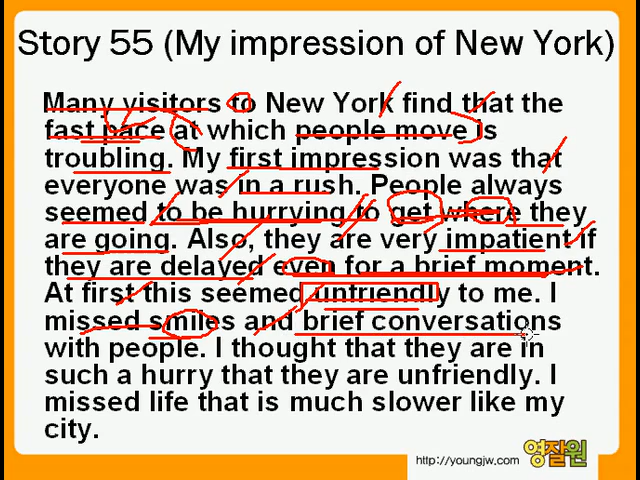 Story 55 (My impression of New York)
Many visitors to New York find that the
fast pace at which people move is
troubling. My first impression was that
everyone was in a rush. People always
seemed to be hurrying to get where they
are going. Also, they are very impatient if
they are delayed even for a brief moment.
At first this seemed unfriendly to me. I
missed smiles and brief conversations
with people. I thought that they are in
such a hurry that they are unfriendly. I
missed life that is much slower like my
city.
http://youngjw.com
영잘원